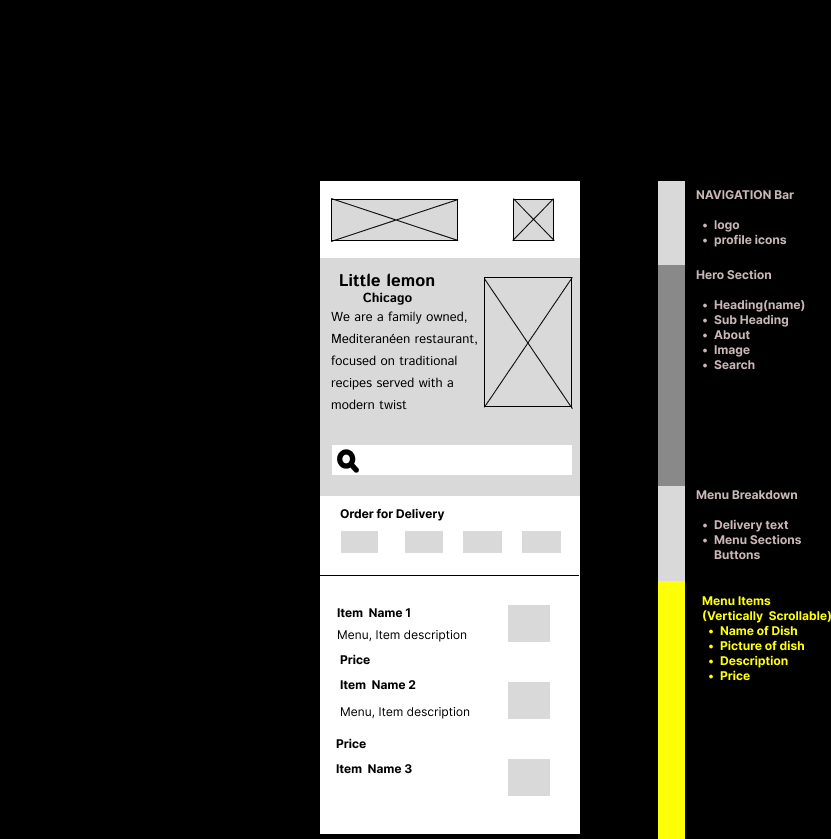 Little lemon
Chicago
We are a family owned,
Mediteranéen restaurant,
focused on traditional
recipes served with a
modern twist
Order for Delivery
Item Name 1
Menu, Item description
Price
Item Name 2
Menu, Item description
Price
Item Name 3
NAVIGATION Bar
• logo
• profile icons
Hero Section
• Heading(name)
• Sub Heading
• About
• Image
• Search
Menu Breakdown
• Delivery text
• Menu Sections
Buttons
Menu Items
(Vertically Scrollable)
• Name of Dish
• Picture of dish
• Description
• Price